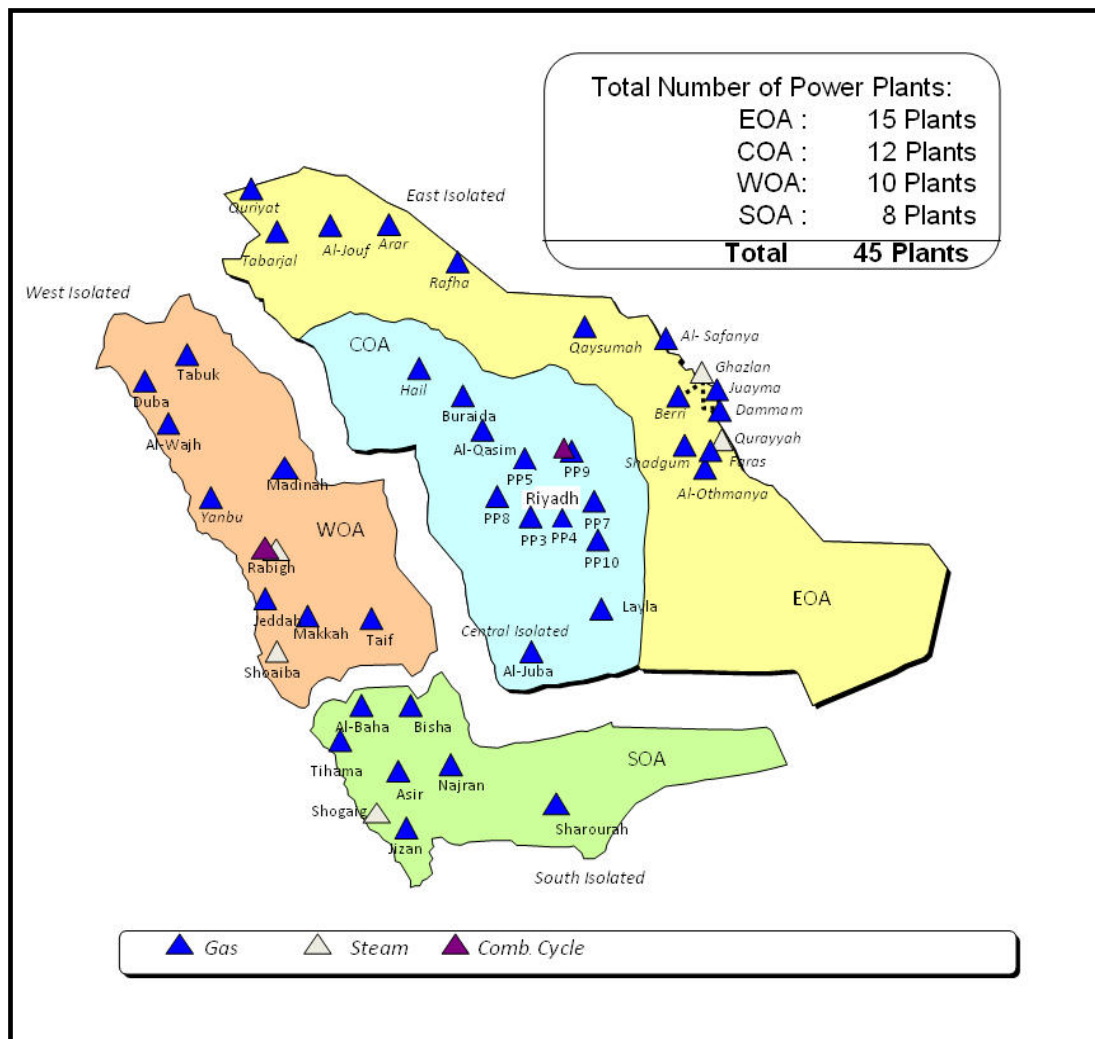 Total Number of Power Plants:
EOA : 15 Plants
COA : 12 Plants
WOA: 10 Plants
SOA : 8 Plants
Total 45 Plants
Quriyat
East Isolated
Tabarjal
Al-Jouf
Arar
Rafha
West Isolated
COA
Qaysumah
Al- Safanya
Ghazlan
Tabuk
Hail
Juayma
Duba
Buraida
Berri
Dammam
Al-Wajh
Al-Qasim
Qurayyah
Shadgum
Faras
PP5
PP9
Al-Othmanya
Madinah
Yanbu
Riyadh
PP8
PP7
WOA
PP3
PP4
PP10
Rabigh
EOA
Jeddah
Makkah
Taif
Layla
Central Isolated
Shoaiba
Al-Juba
Al-Baha
Bisha
SOA
Tihama
Asir
Najran
Shogaig
Sharourah
Jizan
South Isolated
Gas Steam Comb. Cycle